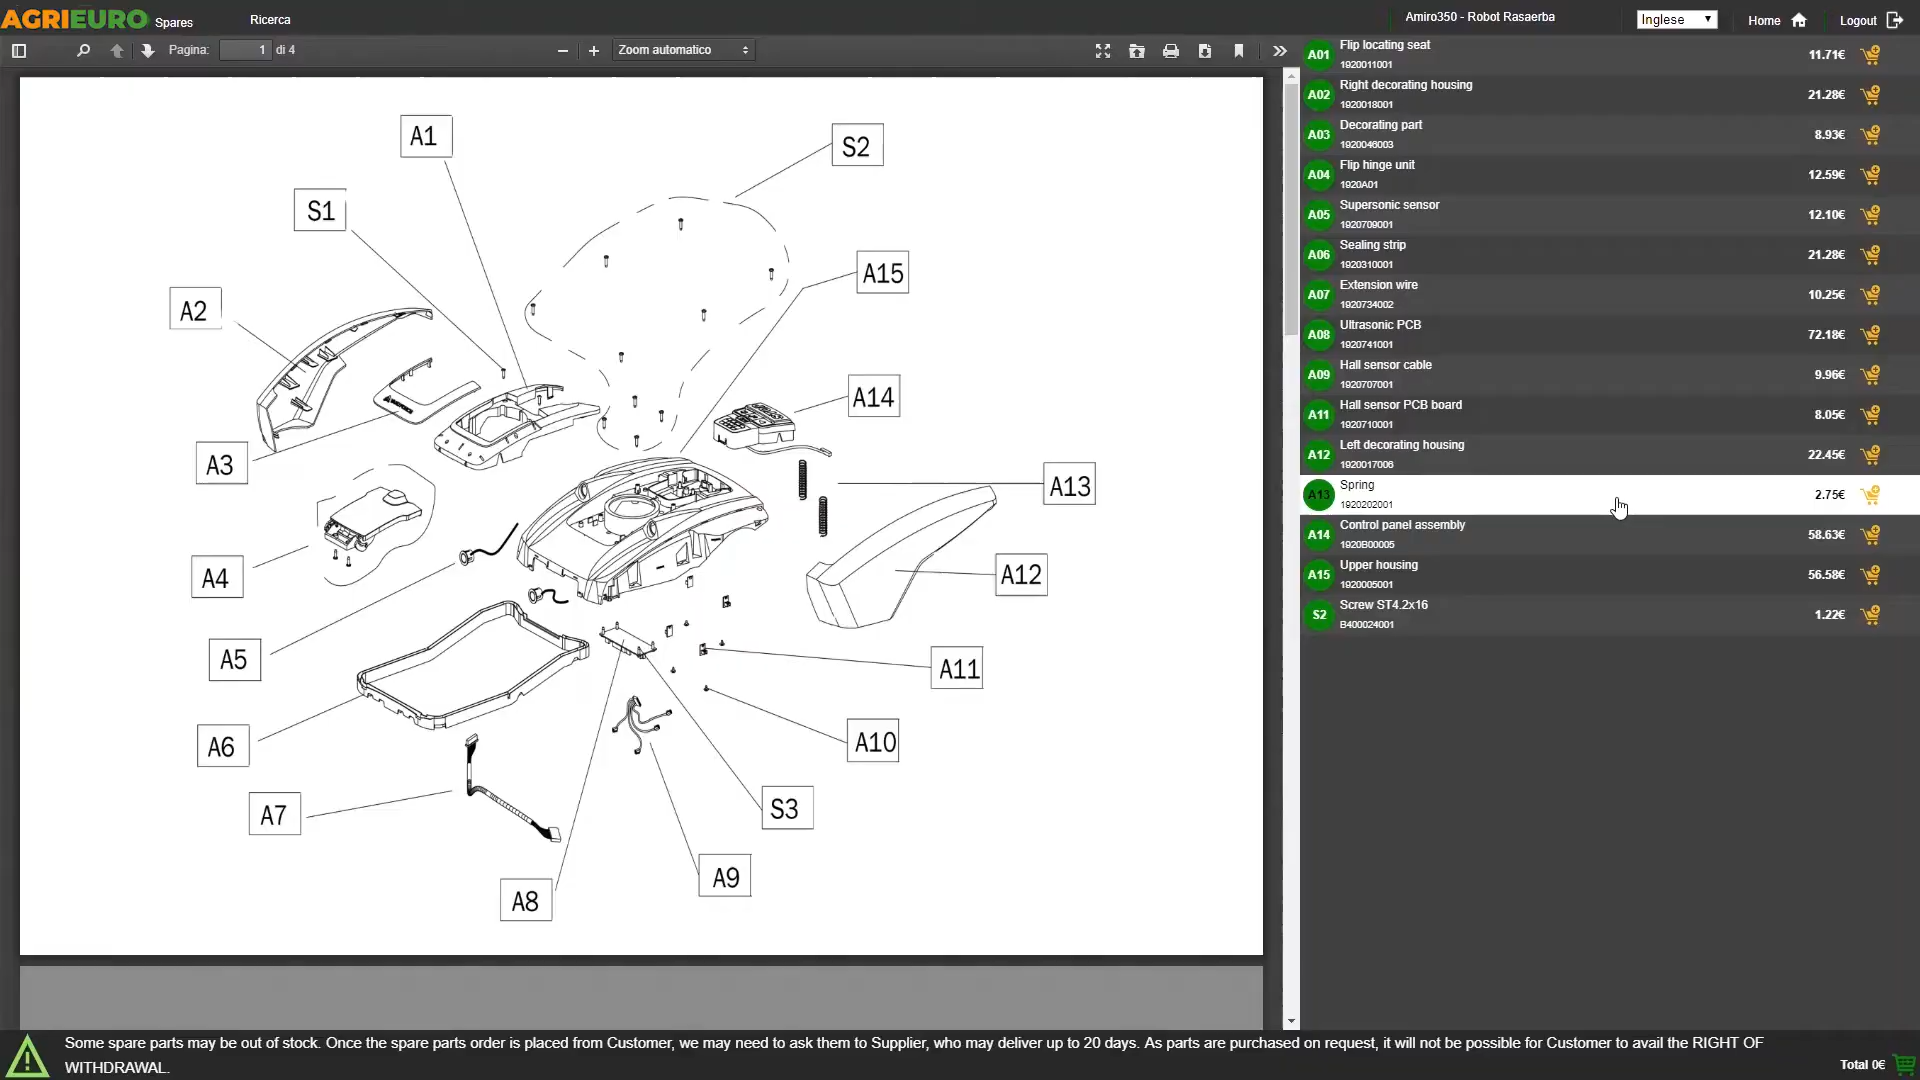 AGRIEURO Spares
Ricerca
Amiro350 - Robot Rasaerba
Inglese
Home
Logout
Pagina: 1 di 4
Zoom automatico
A1
S2
S1
A15
A2
A14
A3
A13
A4
A12
A5
A11
A6
A10
A7
S3
A9
A8
A01 Flip locating seat 11.71€
1920011001
A02 Right decorating housing 21.28€
1920018001
A03 Decorating part 8.93€
1920046003
A04 Flip hinge unit 12.59€
1920A01
A05 Supersonic sensor 12.10€
1920709001
A06 Sealing strip 21.28€
1920310001
A07 Extension wire 10.25€
1920734002
A08 Ultrasonic PCB 72.18€
1920741001
A09 Hall sensor cable 9.96€
1920707001
A11 Hall sensor PCB board 8.05€
1920710001
A12 Left decorating housing 22.45€
1920017006
A13 Spring 2.75€
1920202001
A14 Control panel assembly 58.63€
1920B00005
A15 Upper housing 56.58€
1920005001
S2 Screw ST4.2x16 1.22€
B400024001
Some spare parts may be out of stock. Once the spare parts order is placed from Customer, we may need to ask them to Supplier, who may deliver up to 20 days. As parts are purchased on request, it will not be possible for Customer to avail the RIGHT OF
WITHDRAWAL.
Total 0€